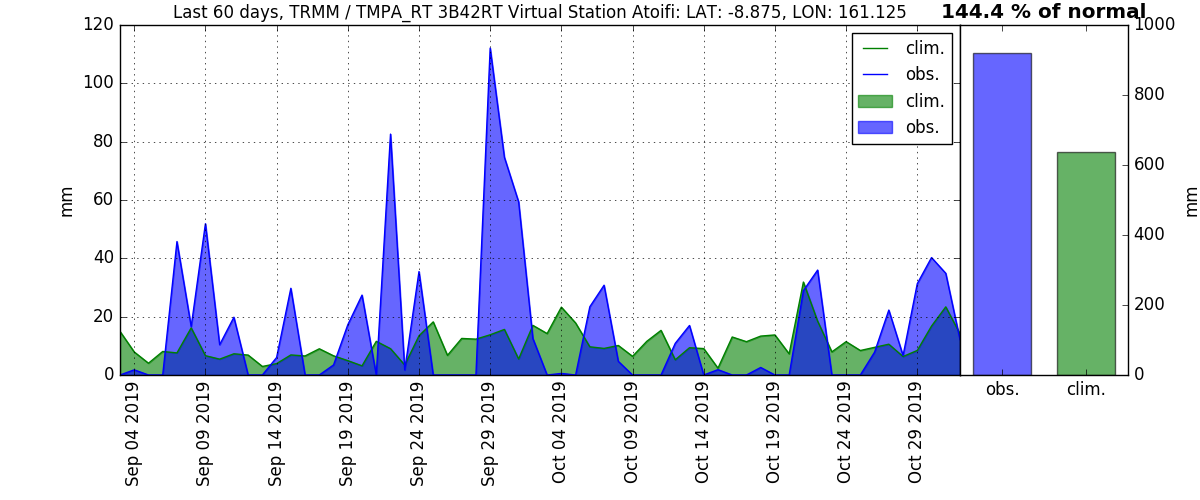 Last 60 days, TRMM / TMPA_RT 3B42RT Virtual Station Atoifi: LAT: -8.875, LON: 161.125
144.4 % of normal
120
100
80
60
40
20
0
mm
clim.
obs.
clim.
obs.
Sep 04 2019
Sep 09 2019
Sep 14 2019
Sep 19 2019
Sep 24 2019
Sep 29 2019
Oct 04 2019
Oct 09 2019
Oct 14 2019
Oct 19 2019
Oct 24 2019
Oct 29 2019
1000
800
600
400
200
0
mm
obs.
clim.